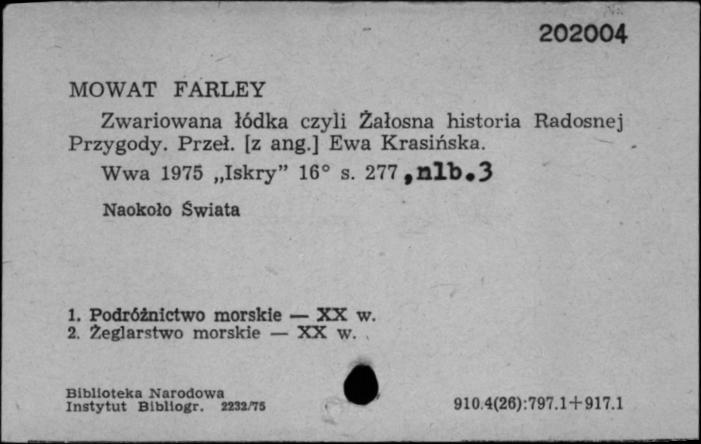 202004
MOWAT FARLEY
Zwariowana łódka czyli Żałosna historia Radosnej
Przygody. Przeł. [z ang.] Ewa Krasińska.
Wwa 1975 „Iskry” 16° s. 277, nlb. 3
Naokoło Świata
1. Podróżnictwo morskie — XX w.
2. Żeglarstwo morskie — XX w.
Biblioteka Narodowa
Instytut Bibliogr. 2232/75 910.4(26):797.1+917.1